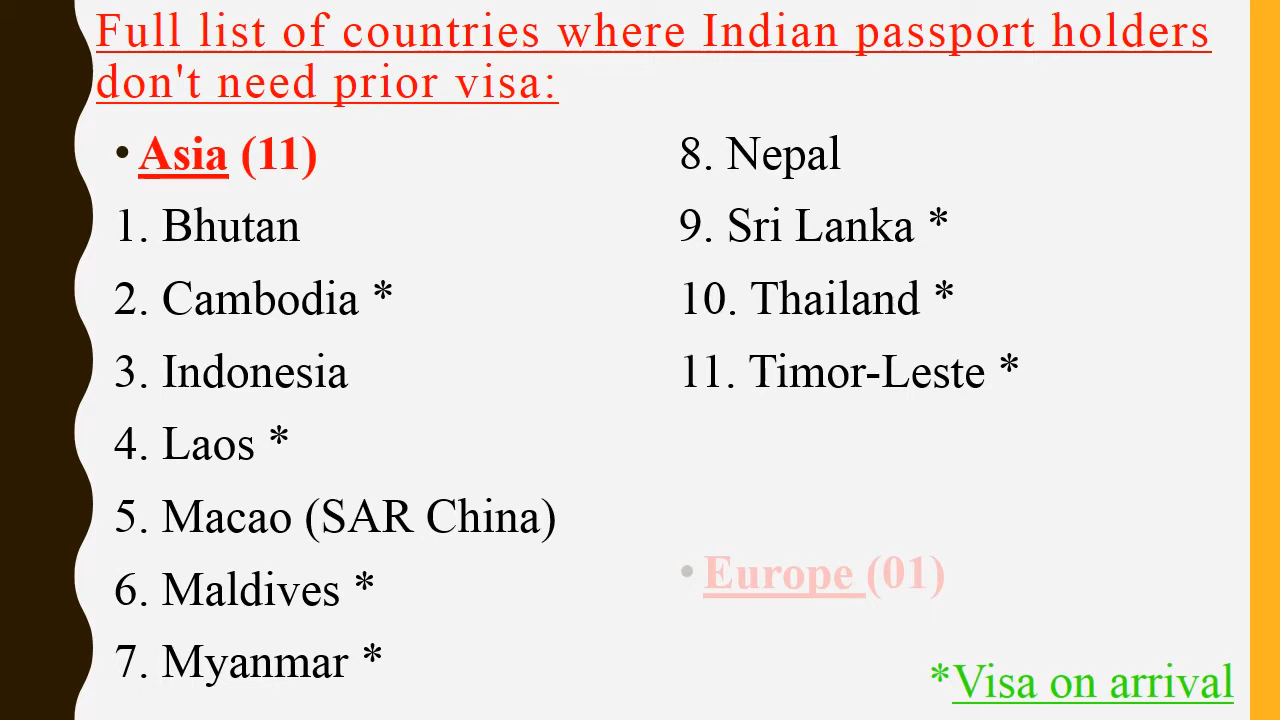 Full list of countries where Indian passport holders
don't need prior visa:
• Asia (11)
1. Bhutan
2. Cambodia *
3. Indonesia
4. Laos *
5. Macao (SAR China)
6. Maldives *
7. Myanmar *
8. Nepal
9. Sri Lanka *
10. Thailand *
11. Timor-Leste *
• Europe (01)
*Visa on arrival